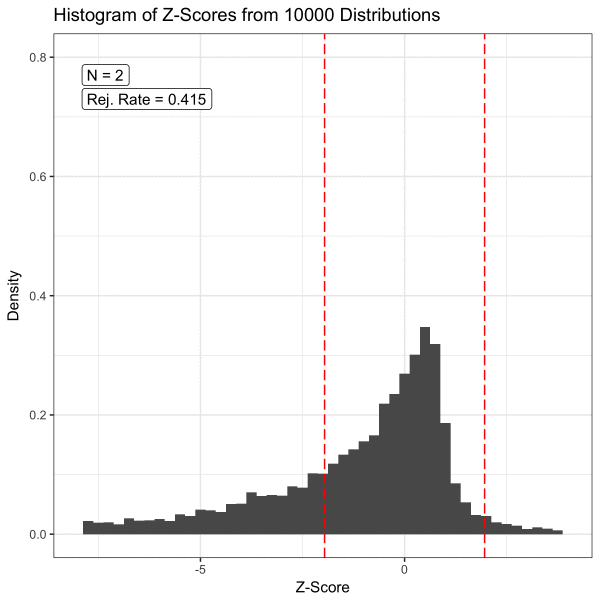 Histogram of Z-Scores from 10000 Distributions
0.8
N = 2
Rej. Rate = 0.415
0.6
Density
0.4
0.2
0.0
-5
0
Z-Score